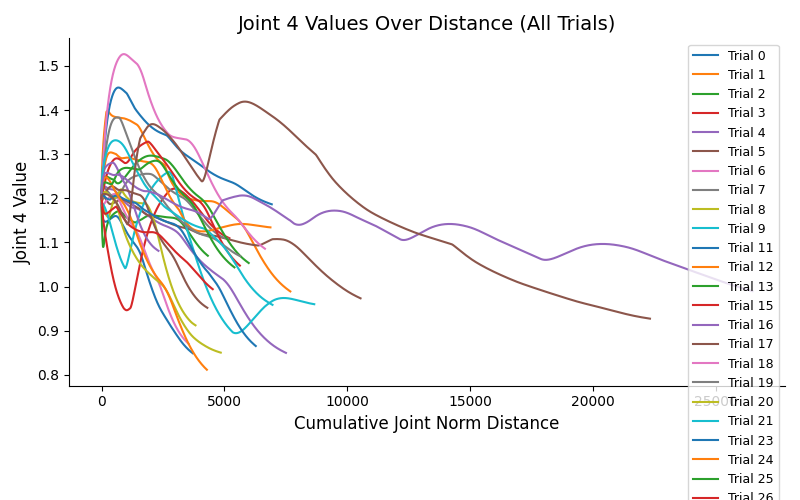 Joint 4 Values Over Distance (All Trials)
Joint 4 Value
1.5
1.4
1.3
1.2
1.1
1.0
0.9
0.8
0
5000
10000
15000
20000
25000
Cumulative Joint Norm Distance
Trial 0
Trial 1
Trial 2
Trial 3
Trial 4
Trial 5
Trial 6
Trial 7
Trial 8
Trial 9
Trial 11
Trial 12
Trial 13
Trial 15
Trial 16
Trial 17
Trial 18
Trial 19
Trial 20
Trial 21
Trial 23
Trial 24
Trial 25
Trial 26